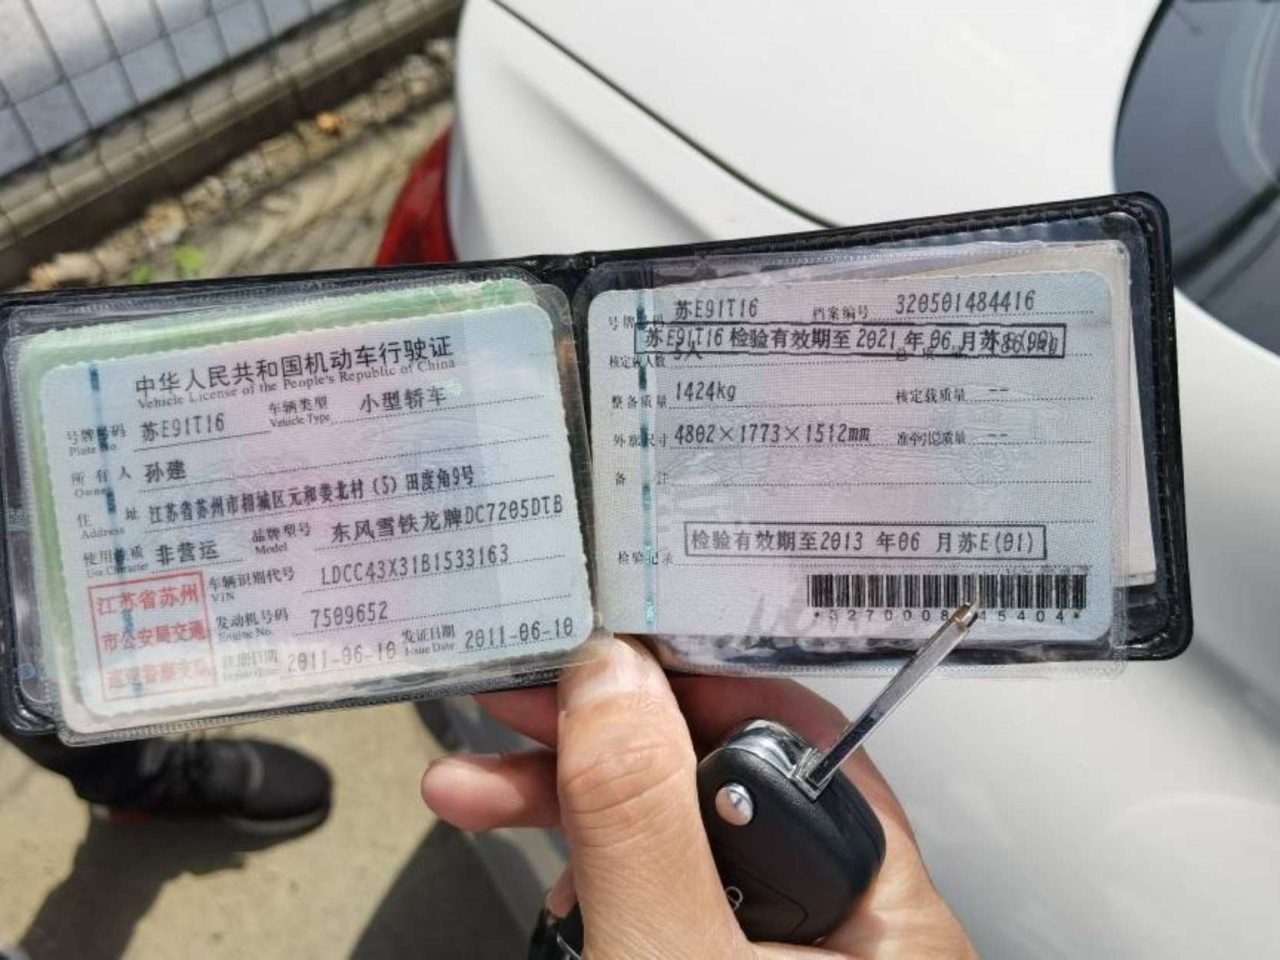 中华人民共和国机动车行驶证
Vehicle License of the People's Republic of China
号牌号码 苏E91T16 车辆类型 小型轿车
Plate No. Vehicle Type
所有人 孙建
Owner
住址 江苏省苏州市相城区元和娄北村(5)田度角9号
Address
使用性质 非营运 品牌型号 东风雪铁龙牌DC7205DTB
Use Character Model
车辆识别代号 LDCC43X31B1533163
VIN
发动机号码 7509652
Engine No.
注册日期 2011-06-10 发证日期 2011-06-10
Issue Date
江苏省苏州
市公安局交通
巡逻警察支队
号牌号码 苏E91T16 档案编号 320501484416
苏E91T16 检验有效期至 2021 年 06 月苏
核定载人数 5人
整备质量 1424kg 核定载质量 --
外廓尺寸 4802×1773×1512mm 准牵引总质量 --
备注
检验记录 检验有效期至2013 年06 月苏E(01)